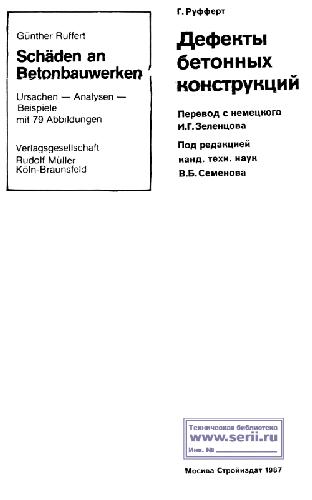 Günther Ruffert
Schäden an
Betonbauwerken
Ursachen — Analysen —
Beispiele
mit 79 Abbildungen
Verlagsgesellschaft
Rudolf Müller
Köln-Braunsfeld
Г. Руфферт
Дефекты
бетонных
конструкций
Перевод с немецкого
И.Г. Зеленцова
Под редакцией
канд. техн. наук
В.Б. Семенова
Техническая библиотека
www.serii.ru
Инв. №
Москва Стройиздат 1987